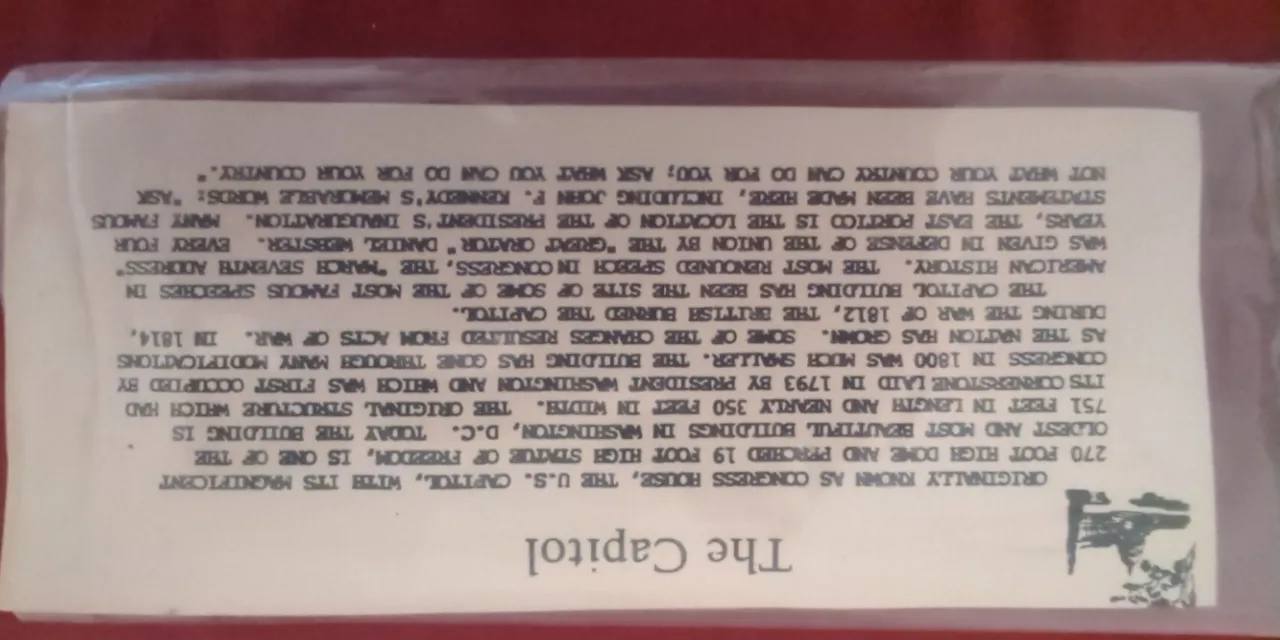 The Capitol
ORIGINALLY KNOWN AS CONGRESS HOUSE, THE U.S. CAPITOL, WITH ITS MAGNIFICENT
270 FOOT HIGH DOME AND PERCHED 19 FOOT HIGH STATUE OF FREEDOM, IS ONE OF THE
OLDEST AND MOST BEAUTIFUL BUILDINGS IN WASHINGTON, D.C. TODAY THE BUILDING IS
751 FEET IN LENGTH AND NEARLY 350 FEET IN WIDTH. THE ORIGINAL STRUCTURE WHICH HAD
ITS CORNERSTONE LAID IN 1793 BY PRESIDENT WASHINGTON AND WHICH WAS FIRST OCCUPIED BY
CONGRESS IN 1800 WAS MUCH SMALLER. THE BUILDING HAS GONE THROUGH MANY MODIFICATIONS
AS THE NATION HAS GROWN. SOME OF THE CHANGES RESULTED FROM ACTS OF WAR. IN 1814,
DURING THE WAR OF 1812, THE BRITISH BURNED THE CAPITOL.
THE CAPITOL BUILDING HAS BEEN THE SITE OF SOME OF THE MOST FAMOUS SPEECHES IN
AMERICAN HISTORY. THE MOST RENOUNED SPEECH IN CONGRESS, THE "MARCH SEVENTH ADDRESS"
WAS GIVEN IN DEFENSE OF THE UNION BY THE "GREAT ORATOR" DANIEL WEBSTER. EVERY FOUR
YEARS, THE EAST PORTICO IS THE LOCATION OF THE PRESIDENT'S INAUGURATION. MANY FAMOUS
STATEMENTS HAVE BEEN MADE HERE, INCLUDING JOHN F. KENNEDY'S MEMORABLE WORDS: "ASK
NOT WHAT YOUR COUNTRY CAN DO FOR YOU; ASK WHAT YOU CAN DO FOR YOUR COUNTRY."